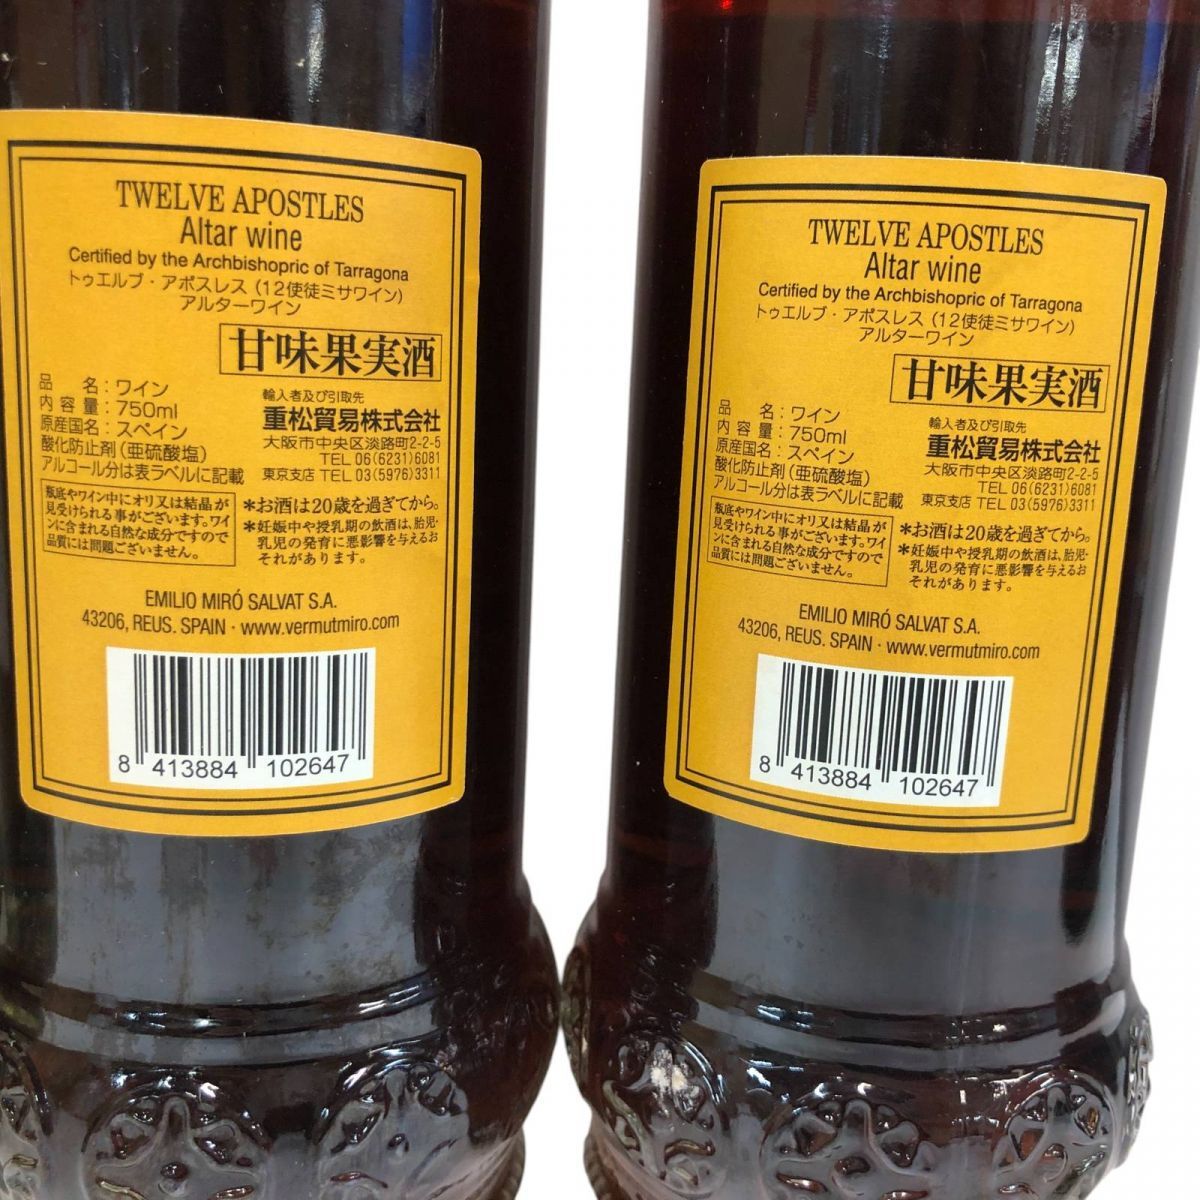 TWELVE APOSTLES
Altar wine
Certified by the Archbishopric of Tarragona
トゥエルブ・アポスレス (12使徒ミサワイン)
アルターワイン
甘味果実酒
品名:ワイン
内容量:750ml
原産国名:スペイン
酸化防止剤(亜硫酸塩)
アルコール分は表ラベルに記載
輸入者及び引取先
重松貿易株式会社
大阪市中央区淡路町2-2-5
TEL 06(6231)6081
東京支店 TEL 03(5976)3311
瓶底やワイン中にオリ又は結晶が
見受けられる事がございます。ワイ
ンに含まれる自然な成分ですので
品質には問題ございません。
*お酒は20歳を過ぎてから。
*妊娠中や授乳期の飲酒は、胎児・
乳児の発育に悪影響を与えるお
それがあります。
EMILIO MIRÓ SALVAT S.A.
43206, REUS. SPAIN · www.vermutmiro.com
8 413884 102647
TWELVE APOSTLES
Altar wine
Certified by the Archbishopric of Tarragona
トゥエルブ・アポスレス (12使徒ミサワイン)
アルターワイン
甘味果実酒
品名:ワイン
内容量:750ml
原産国名:スペイン
酸化防止剤(亜硫酸塩)
アルコール分は表ラベルに記載
輸入者及び引取先
重松貿易株式会社
大阪市中央区淡路町2-2-5
TEL 06(6231)6081
東京支店 TEL 03(5976)3311
瓶底やワイン中にオリ又は結晶が
見受けられる事がございます。ワイ
ンに含まれる自然な成分ですので
品質には問題ございません。
*お酒は20歳を過ぎてから。
*妊娠中や授乳期の飲酒は、胎児・
乳児の発育に悪影響を与えるお
それがあります。
EMILIO MIRÓ SALVAT S.A.
43206, REUS. SPAIN · www.vermutmiro.com
8 413884 102647